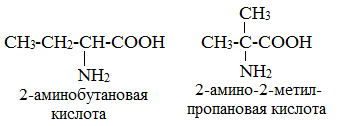 CH3
CH3-CH2-CH-COOH
CH3-C-COOH
NH2
NH2
2-аминобутановая
кислота
2-амино-2-метил-
пропановая кислота